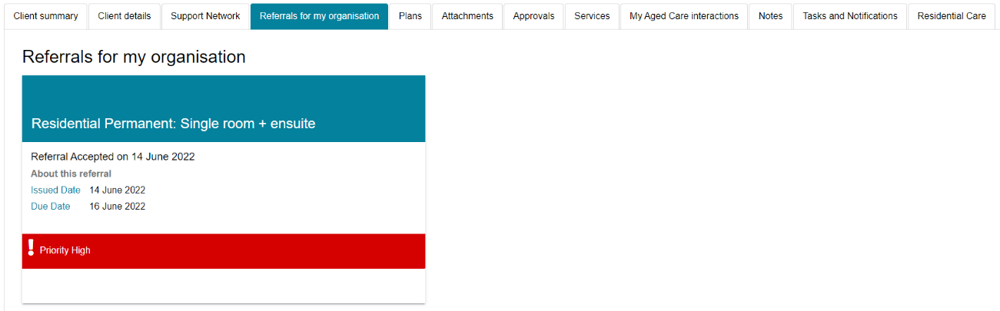 Client summary Client details Support Network Referrals for my organisation Plans Attachments Approvals Services My Aged Care interactions Notes Tasks and Notifications Residential Care
Referrals for my organisation
Residential Permanent: Single room + ensuite
Referral Accepted on 14 June 2022
About this referral
Issued Date 14 June 2022
Due Date 16 June 2022
! Priority High